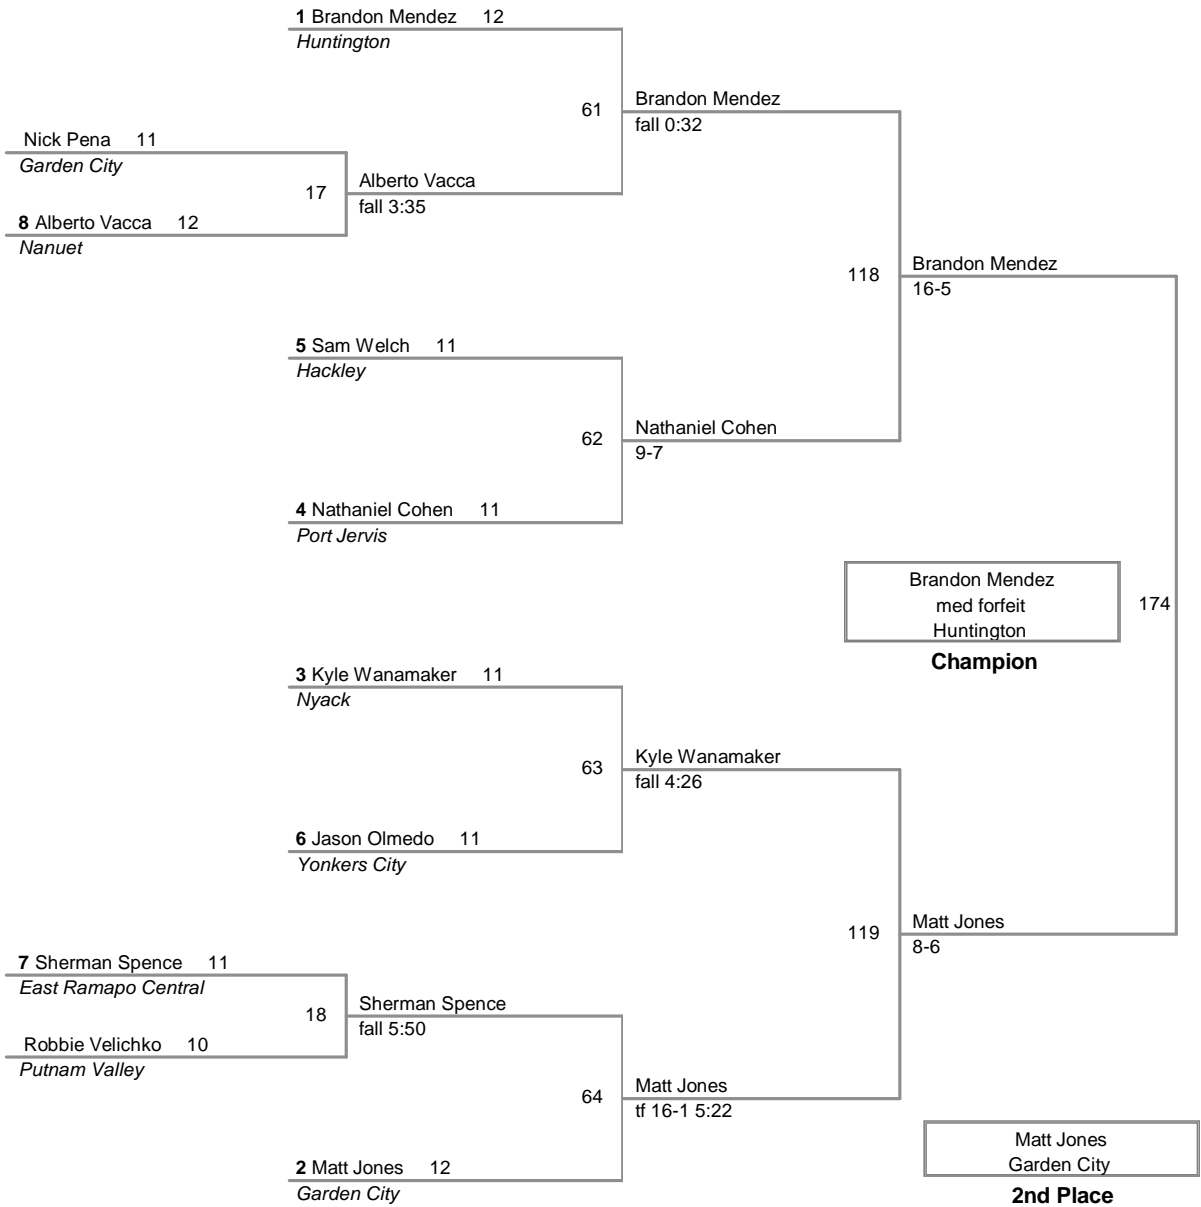 1 Brandon Mendez 12
Huntington
61
Brandon Mendez
fall 0:32
Nick Pena 11
Garden City
17
Alberto Vacca
fall 3:35
8 Alberto Vacca 12
Nanuet
118
Brandon Mendez
16-5
5 Sam Welch 11
Hackley
62
Nathaniel Cohen
9-7
4 Nathaniel Cohen 11
Port Jervis
Brandon Mendez
med forfeit
Huntington
Champion
174
3 Kyle Wanamaker 11
Nyack
63
Kyle Wanamaker
fall 4:26
6 Jason Olmedo 11
Yonkers City
119
Matt Jones
8-6
7 Sherman Spence 11
East Ramapo Central
18
Sherman Spence
fall 5:50
Robbie Velichko 10
Putnam Valley
64
Matt Jones
tf 16-1 5:22
2 Matt Jones 12
Garden City
Matt Jones
Garden City
2nd Place